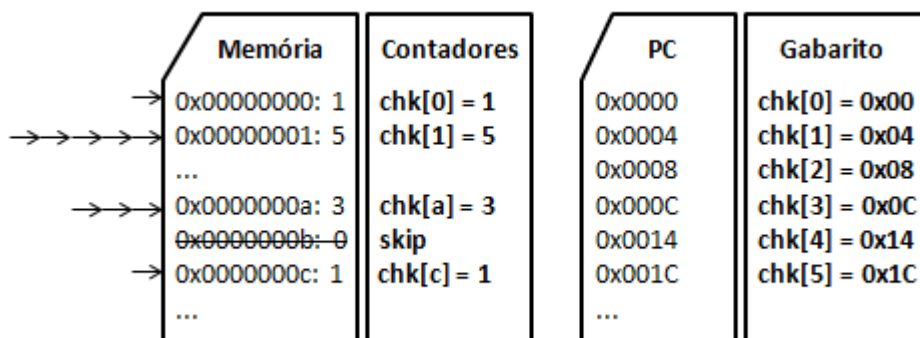 Memória Contadores PC Gabarito
0x00000000: 1 chk[0] = 1 0x0000 chk[0] = 0x00
0x00000001: 5 chk[1] = 5 0x0004 chk[1] = 0x04
... 0x0008 chk[2] = 0x08
0x0000000a: 3 chk[a] = 3 0x000C chk[3] = 0x0C
0x0000000b: 0 skip 0x0014 chk[4] = 0x14
0x0000000c: 1 chk[c] = 1 0x001C chk[5] = 0x1C
... ...